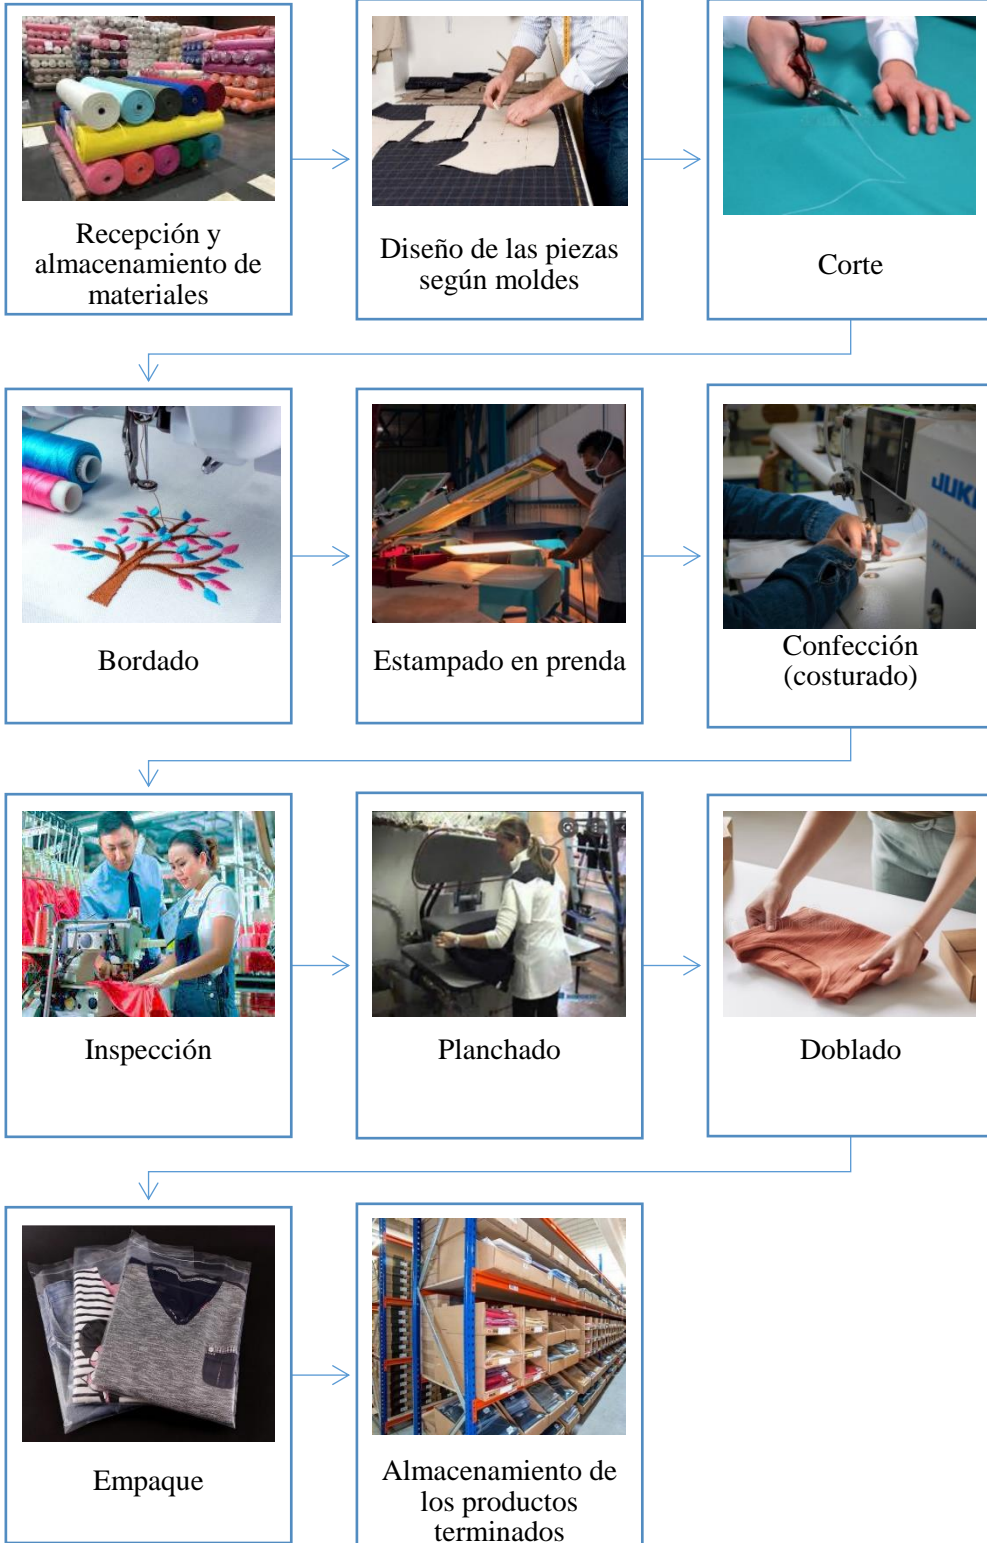 Recepción y
almacenamiento de
materiales
Diseño de las piezas
según moldes
Corte
Bordado
Estampado en prenda
JUKI
Confección
(costurado)
Inspección
Planchado
Doblado
Empaque
Almacenamiento de
los productos
terminados